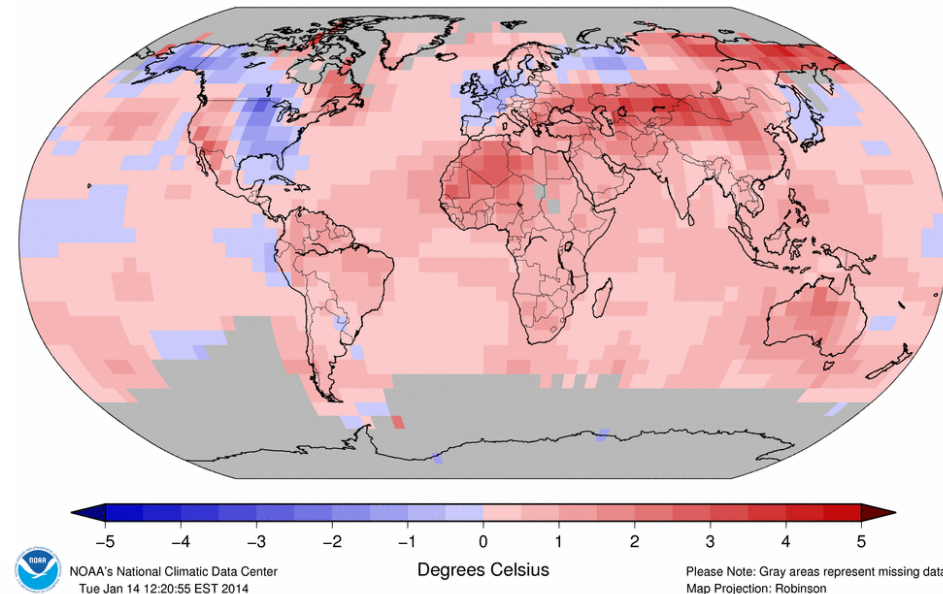 −5 −4 −3 −2 −1 0 1 2 3 4 5
NOAA
NOAA's National Climatic Data Center
Tue Jan 14 12:20:55 EST 2014
Degrees Celsius
Please Note: Gray areas represent missing data
Map Projection: Robinson